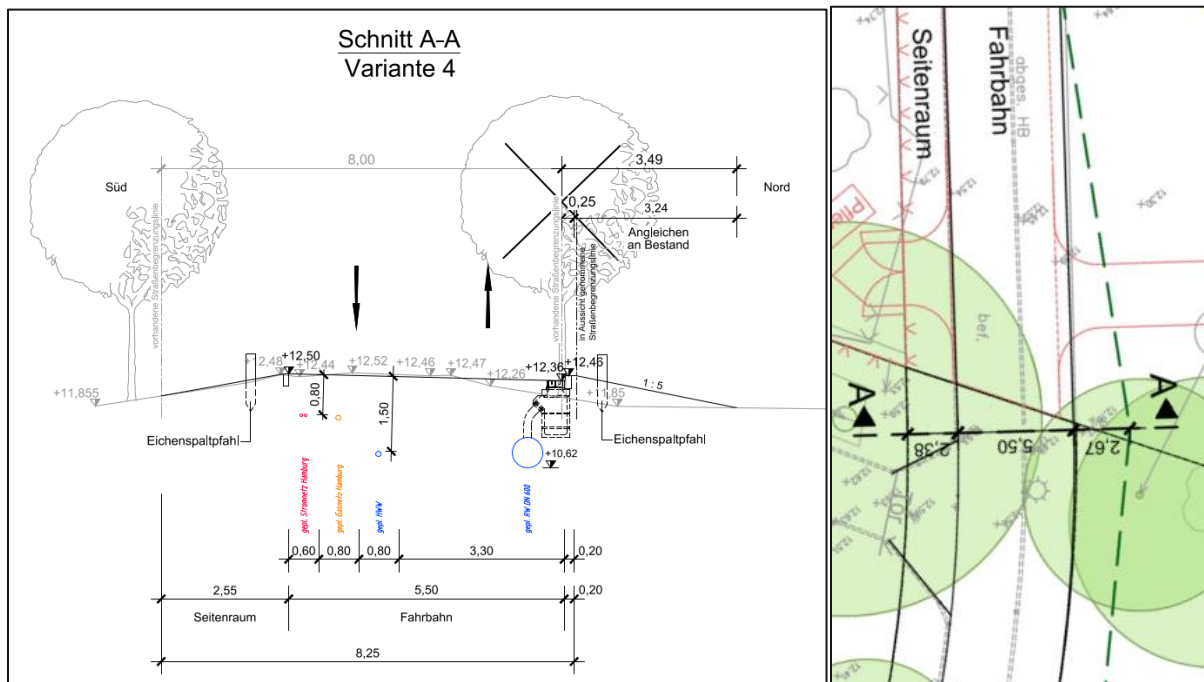 Schnitt A-A
Variante 4
8,00
3,49
Süd
Nord
0,25
3,24
Angleichen
an Bestand
vorhandene Straßenbegrenzungslinie
vorhandene Straßenbegrenzungslinie
in Aussicht genommene
Straßenbegrenzungslinie
+12,48
+12,50
+12,44
+12,52
+12,46
+12,47
+12,26
+12,36
+12,46
+11,855
+11,85
1 : 5
0,80
1,50
Eichenspaltpfahl
Eichenspaltpfahl
+10,62
gepl. Stromnetz Hamburg
gepl. Gasnetz Hamburg
gepl. HWW
gepl. RW DN 600
0,60
0,80
0,80
3,30
0,20
2,55
5,50
0,20
Seitenraum
Fahrbahn
8,25
Seitenraum
Fahrbahn
abges. HB
bef.
A
A
2,38
5,50
2,67